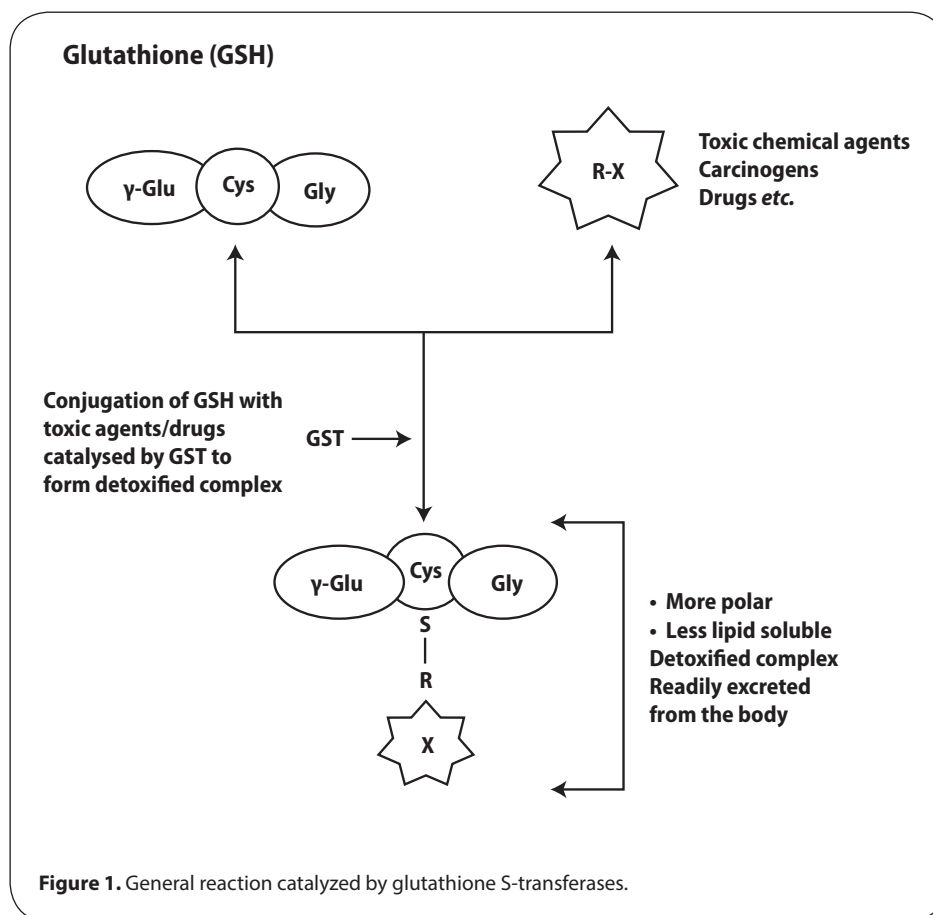 Glutathione (GSH)
γ-Glu
Cys
Gly
R-X
Toxic chemical agents
Carcinogens
Drugs etc.
Conjugation of GSH with
toxic agents/drugs
catalysed by GST to
form detoxified complex
GST
γ-Glu
Cys
Gly
S
R
X
• More polar
• Less lipid soluble
Detoxified complex
Readily excreted
from the body
Figure 1. General reaction catalyzed by glutathione S-transferases.